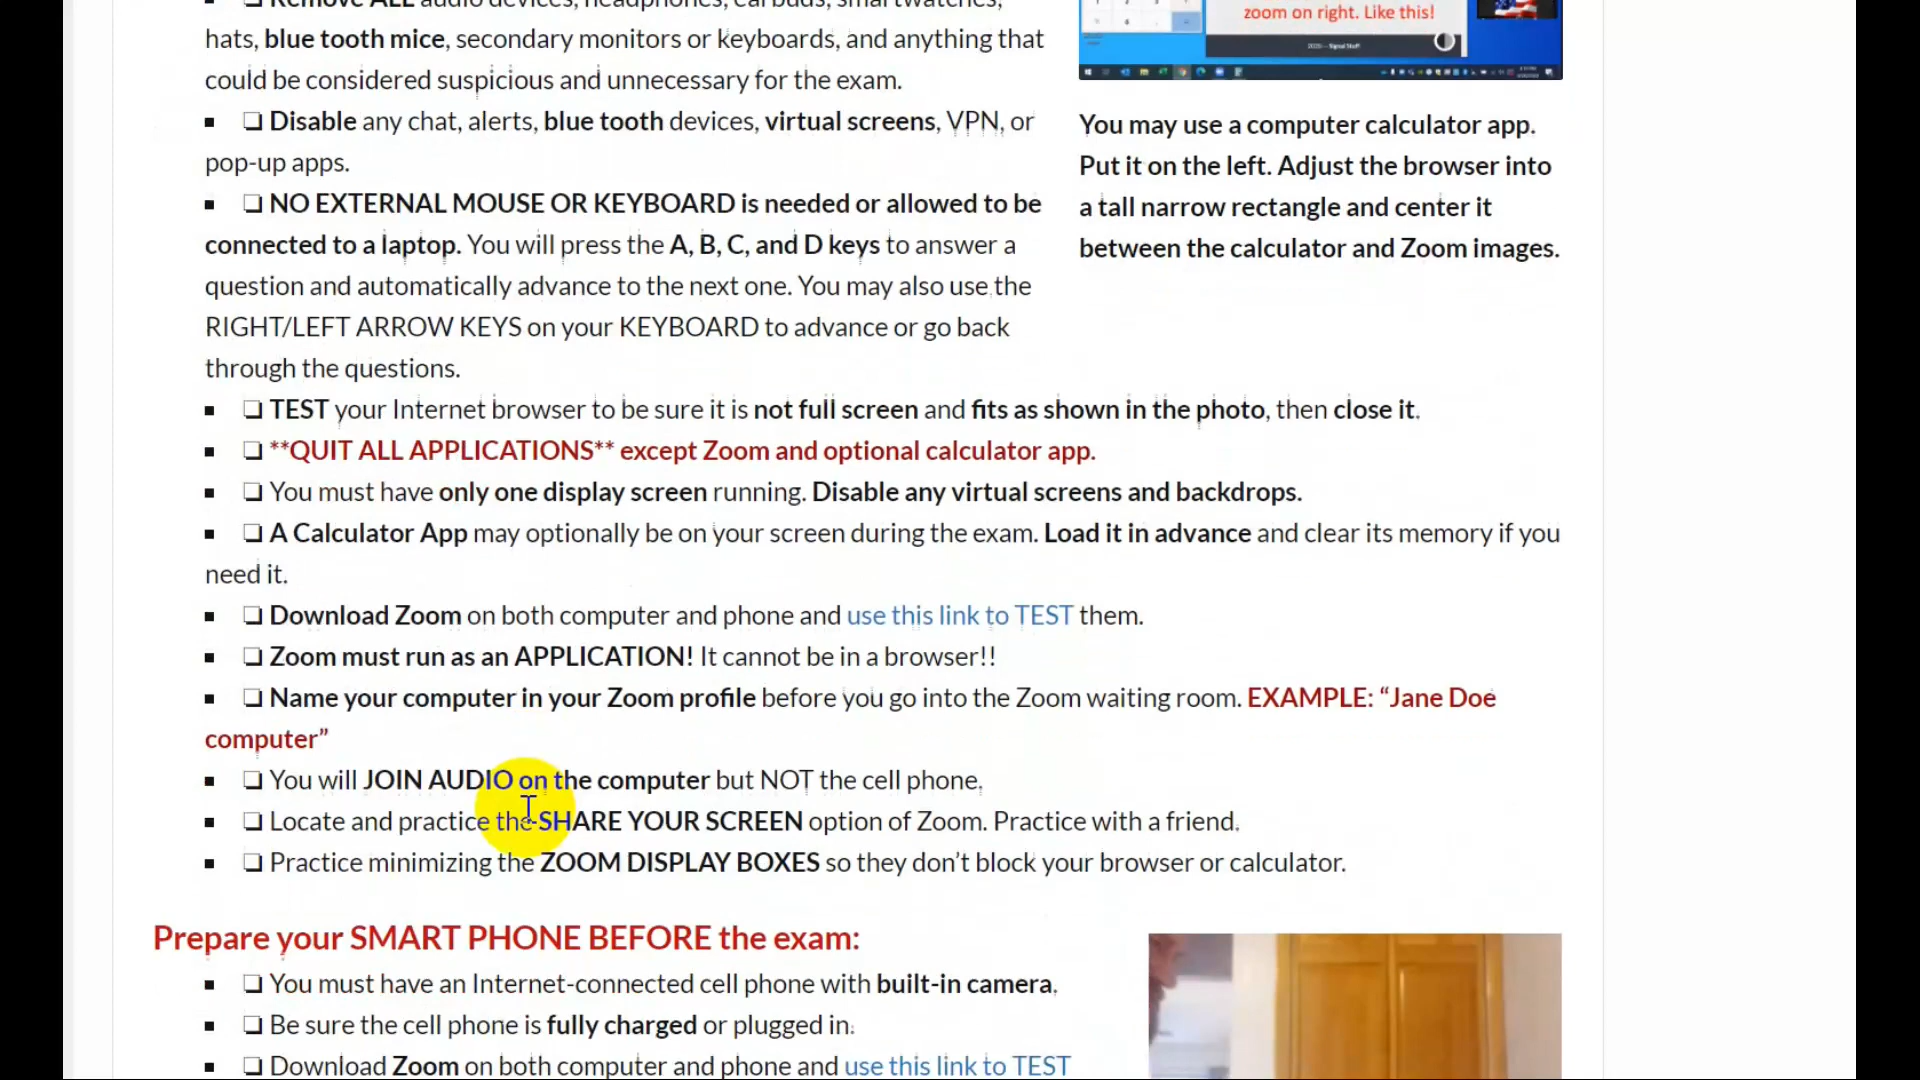 ❏ Remove ALL audio devices, headphones, earbuds, smartwatches,
hats, blue tooth mice, secondary monitors or keyboards, and anything that
could be considered suspicious and unnecessary for the exam.
❏ Disable any chat, alerts, blue tooth devices, virtual screens, VPN, or
pop-up apps.
❏ NO EXTERNAL MOUSE OR KEYBOARD is needed or allowed to be
connected to a laptop. You will press the A, B, C, and D keys to answer a
question and automatically advance to the next one. You may also use the
RIGHT/LEFT ARROW KEYS on your KEYBOARD to advance or go back
through the questions.
zoom on right. Like this!
You may use a computer calculator app.
Put it on the left. Adjust the browser into
a tall narrow rectangle and center it
between the calculator and Zoom images.
❏ TEST your Internet browser to be sure it is not full screen and fits as shown in the photo, then close it.
❏ **QUIT ALL APPLICATIONS** except Zoom and optional calculator app.
❏ You must have only one display screen running. Disable any virtual screens and backdrops.
❏ A Calculator App may optionally be on your screen during the exam. Load it in advance and clear its memory if you
need it.
❏ Download Zoom on both computer and phone and use this link to TEST them.
❏ Zoom must run as an APPLICATION! It cannot be in a browser!!
❏ Name your computer in your Zoom profile before you go into the Zoom waiting room. EXAMPLE: “Jane Doe
computer”
❏ You will JOIN AUDIO on the computer but NOT the cell phone.
❏ Locate and practice the SHARE YOUR SCREEN option of Zoom. Practice with a friend.
❏ Practice minimizing the ZOOM DISPLAY BOXES so they don’t block your browser or calculator.
Prepare your SMART PHONE BEFORE the exam:
❏ You must have an Internet-connected cell phone with built-in camera.
❏ Be sure the cell phone is fully charged or plugged in.
❏ Download Zoom on both computer and phone and use this link to TEST